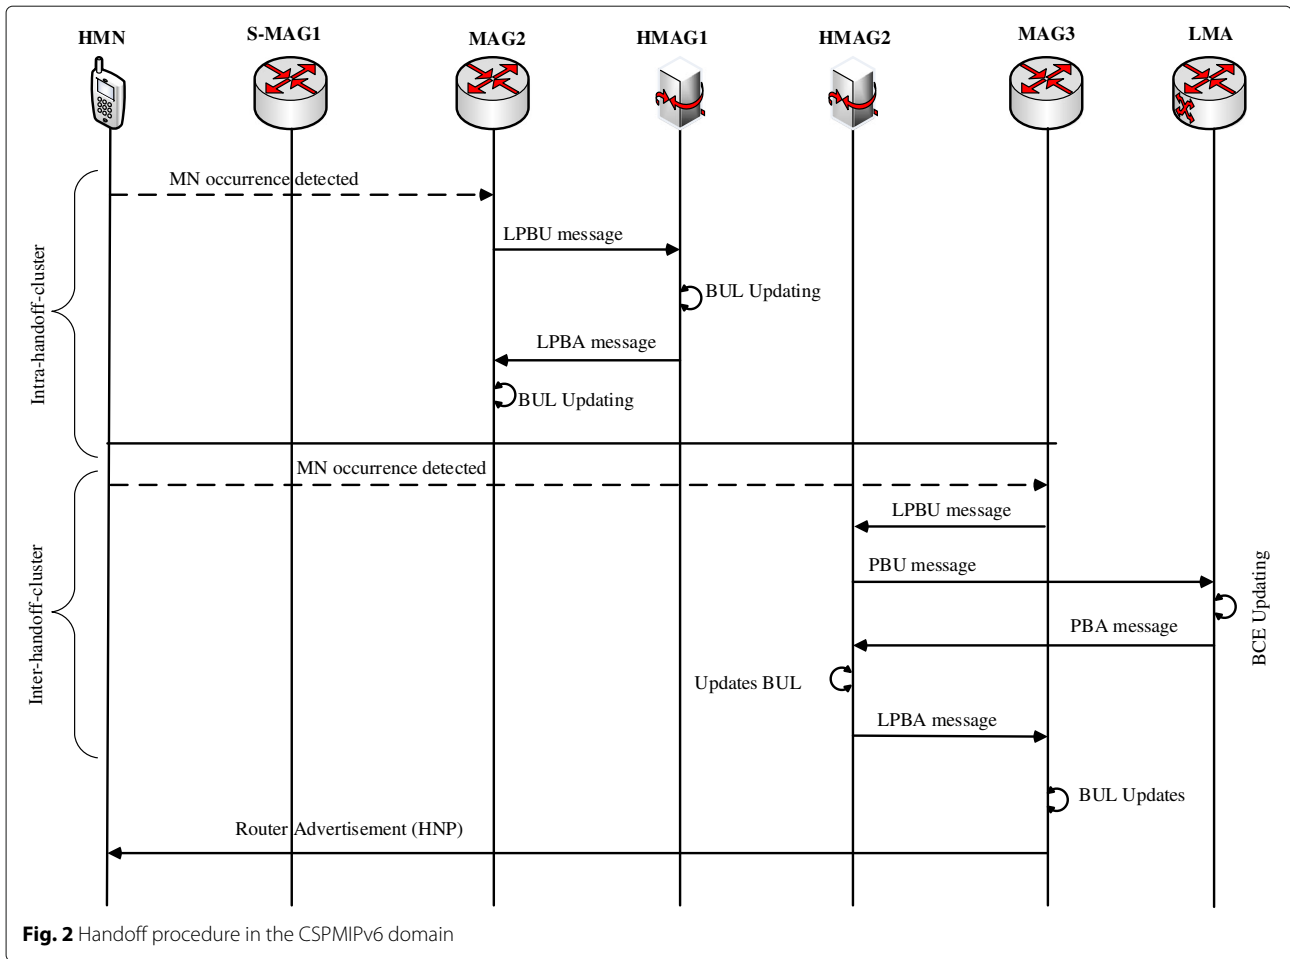 HMN
S-MAG1
MAG2
HMAG1
HMAG2
MAG3
LMA
MN occurrence detected
LPBU message
BUL Updating
LPBA message
BUL Updating
Intra-handoff-cluster
MN occurrence detected
LPBU message
PBU message
BCE Updating
PBA message
Updates BUL
LPBA message
Inter-handoff-cluster
BUL Updates
Router Advertisement (HNP)
Fig. 2 Handoff procedure in the CSPMIPv6 domain